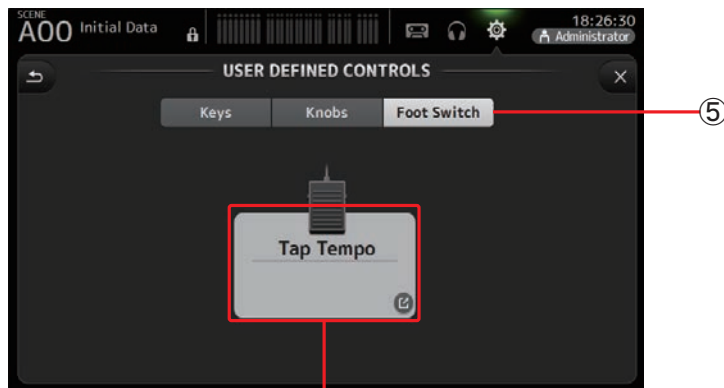 SCENE
A00 Initial Data
18:26:30
Administrator
USER DEFINED CONTROLS
Keys Knobs Foot Switch
⑤
Tap Tempo